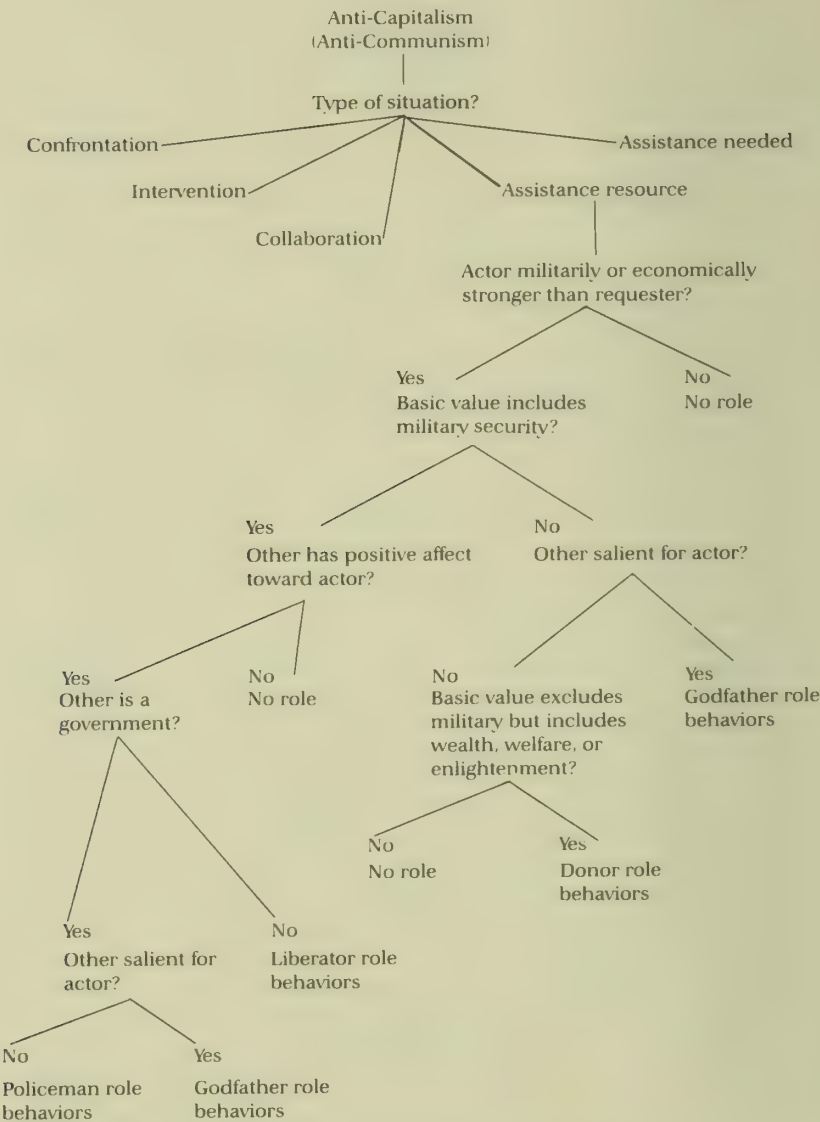 Anti-Capitalism
(Anti-Communism)
Type of situation?
Confrontation
Assistance needed
Intervention
Assistance resource
Collaboration
Actor militarily or economically
stronger than requester?
Yes
No
Basic value includes
military security?
No role
Yes
No
Other has positive affect
toward actor?
Other salient for actor?
Yes
Other is a
government?
No
No role
No
Basic value excludes
military but includes
wealth, welfare, or
enlightenment?
Yes
Godfather role
behaviors
No
No role
Yes
Donor role
behaviors
Yes
Other salient for
actor?
No
Liberator role
behaviors
No
Policeman role
behaviors
Yes
Godfather role
behaviors